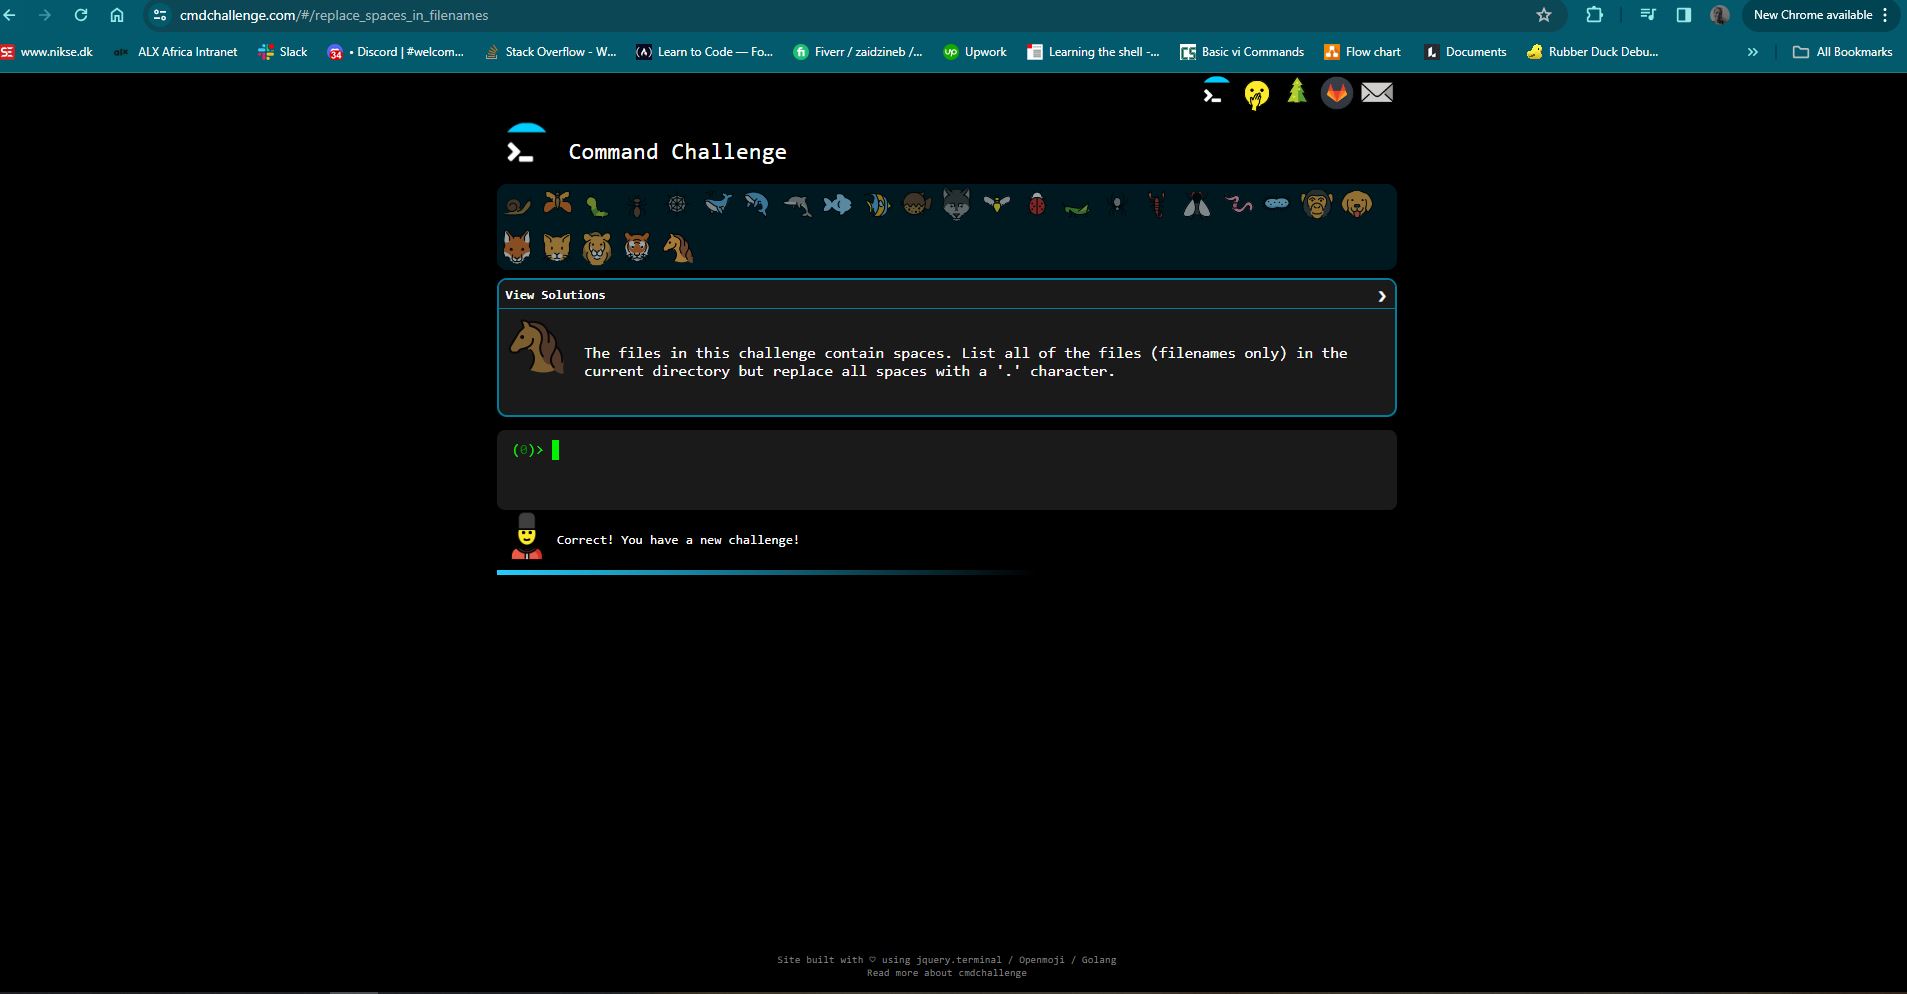 cmdchallenge.com/#/replace_spaces_in_filenames
New Chrome available
SE www.nikse.dk
alx ALX Africa Intranet
Slack
34 • Discord | #welcom...
Stack Overflow - W...
Learn to Code — Fo...
fi Fiverr / zaidzineb /...
up Upwork
Learning the shell -...
Basic vi Commands
Flow chart
Documents
Rubber Duck Debu...
» All Bookmarks
Command Challenge
View Solutions
The files in this challenge contain spaces. List all of the files (filenames only) in the
current directory but replace all spaces with a '.' character.
(0)>
Correct! You have a new challenge!
Site built with ♡ using jquery.terminal / Openmoji / Golang
Read more about cmdchallenge